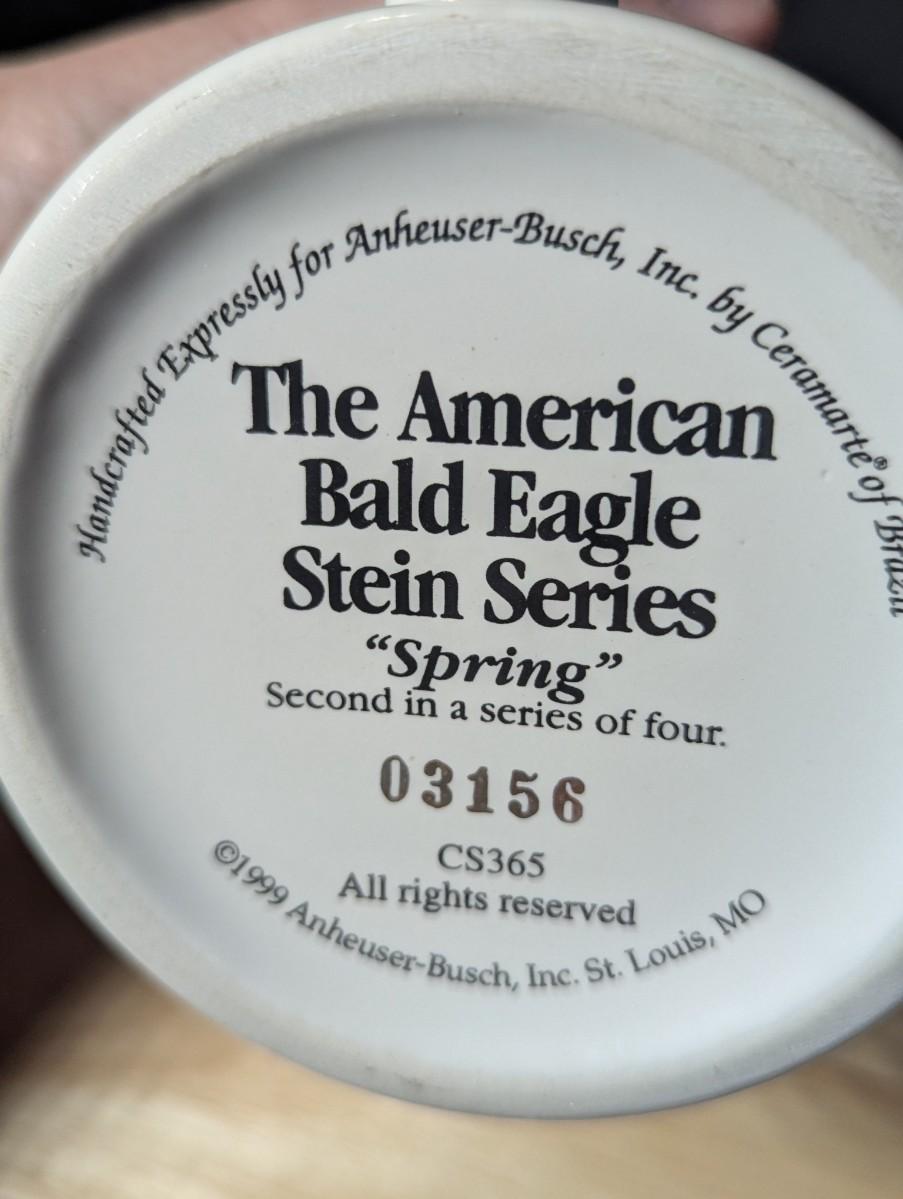 Handcrafted Expressly for Anheuser-Busch, Inc. by Ceramarte® of Brazil
The American
Bald Eagle
Stein Series
“Spring”
Second in a series of four.
03156
CS365
All rights reserved
©1999 Anheuser-Busch, Inc. St. Louis, MO